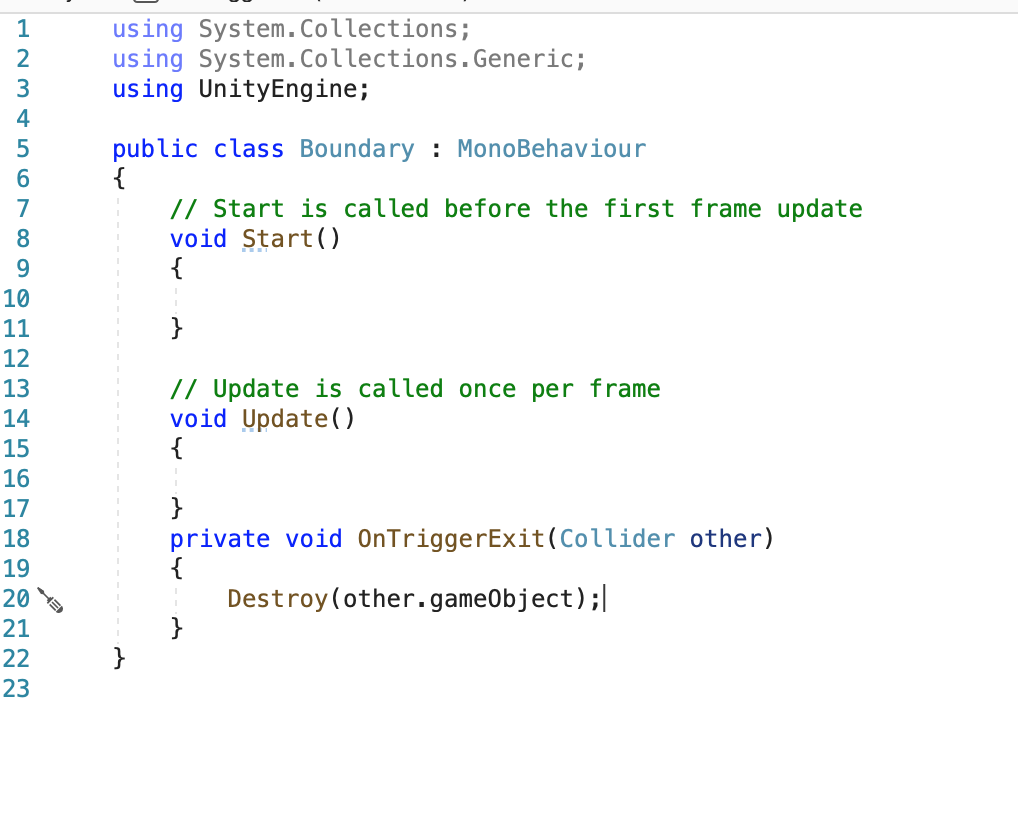 1 using System.Collections;
2 using System.Collections.Generic;
3 using UnityEngine;
4
5 public class Boundary : MonoBehaviour
6 {
7 // Start is called before the first frame update
8 void Start()
9 {
10
11 }
12
13 // Update is called once per frame
14 void Update()
15 {
16
17 }
18 private void OnTriggerExit(Collider other)
19 {
20 Destroy(other.gameObject);
21 }
22 }
23